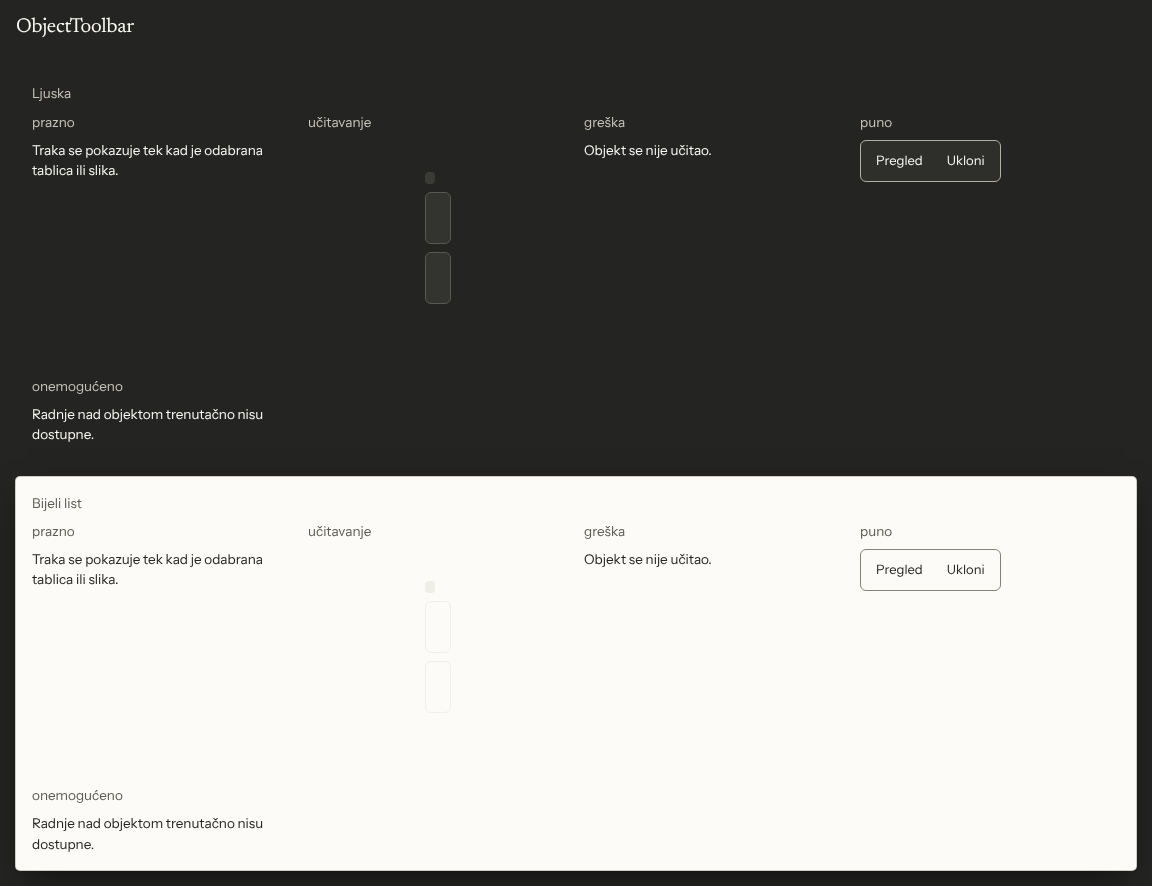 ObjectToolbar
Ljuska
prazno
Traka se pokazuje tek kad je odabrana
tablica ili slika.
učitavanje
greška
Objekt se nije učitao.
puno
Pregled
Ukloni
onemogućeno
Radnje nad objektom trenutačno nisu
dostupne.
Bijeli list
prazno
Traka se pokazuje tek kad je odabrana
tablica ili slika.
učitavanje
greška
Objekt se nije učitao.
puno
Pregled
Ukloni
onemogućeno
Radnje nad objektom trenutačno nisu
dostupne.